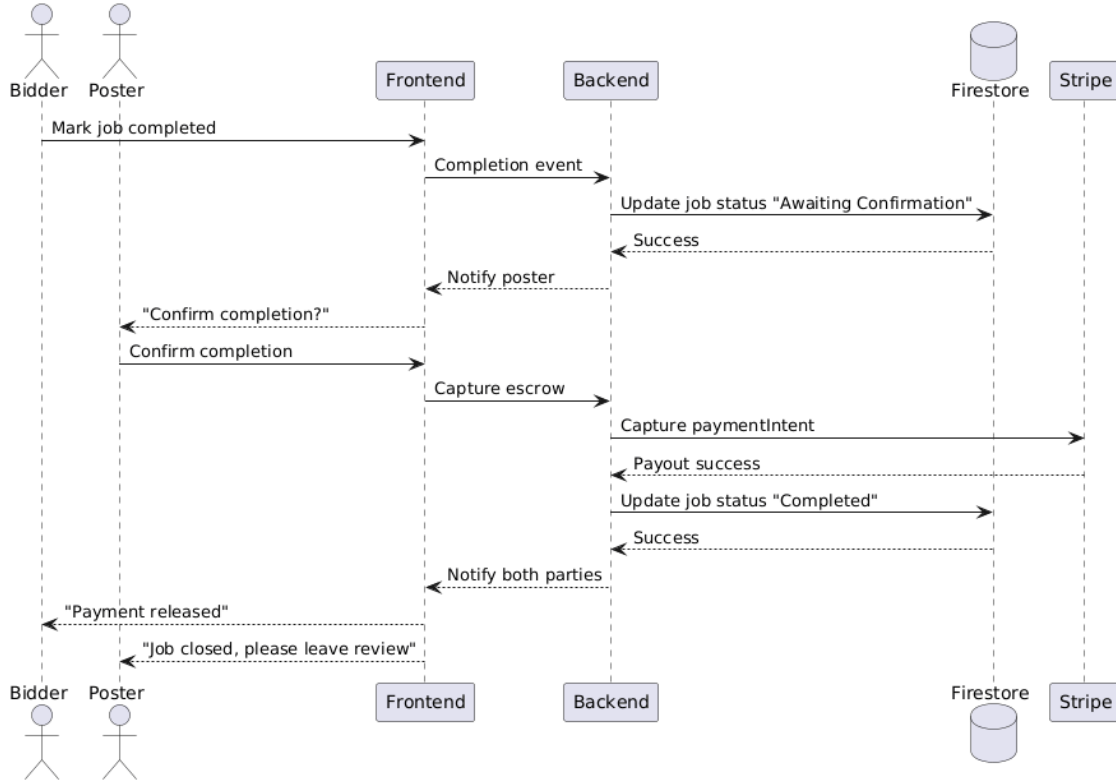 Bidder
Poster
Frontend
Backend
Firestore
Stripe
Mark job completed
Completion event
Update job status "Awaiting Confirmation"
Success
Notify poster
"Confirm completion?"
Confirm completion
Capture escrow
Capture paymentIntent
Payout success
Update job status "Completed"
Success
Notify both parties
"Payment released"
"Job closed, please leave review"
Bidder
Poster
Frontend
Backend
Firestore
Stripe